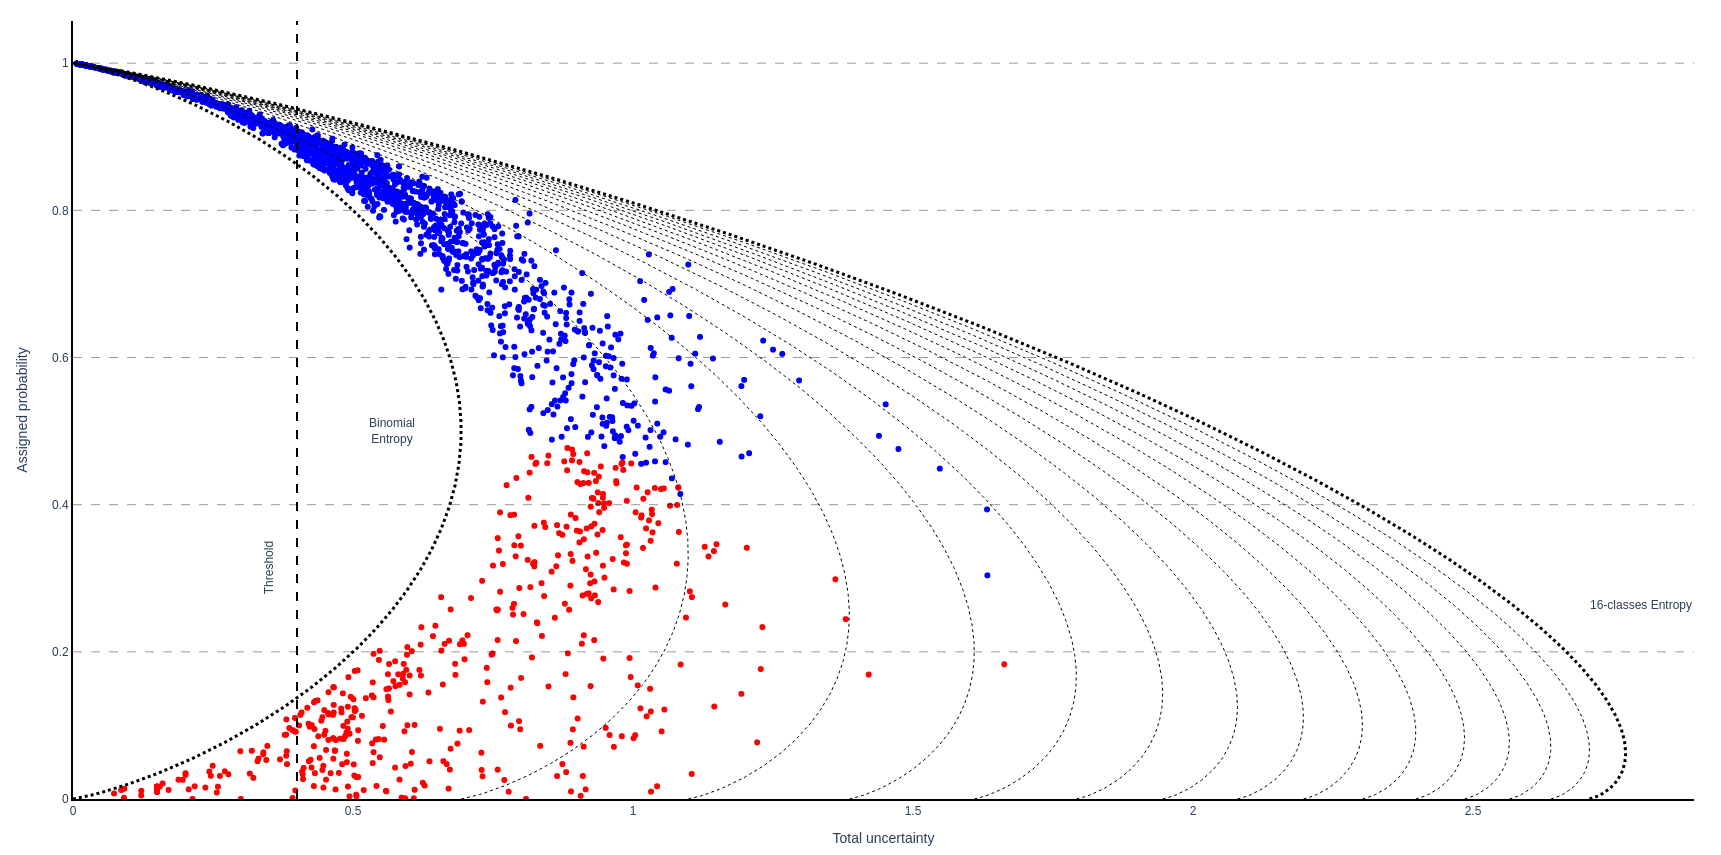 1
0.8
0.6
0.4
0.2
0
Assigned probability
Binomial
Entropy
Threshold
16-classes Entropy
0
0.5
1
1.5
2
2.5
Total uncertainty